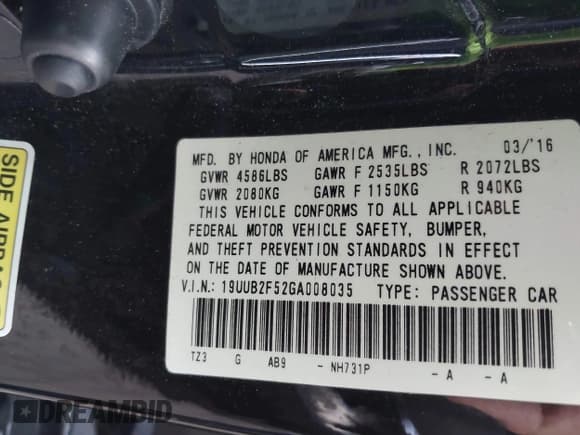 MFD. BY HONDA OF AMERICA MFG., INC. 03/'16
GVWR 4586LBS GAWR F 2535LBS R 2072LBS
GVWR 2080KG GAWR F 1150KG R 940KG
THIS VEHICLE CONFORMS TO ALL APPLICABLE
FEDERAL MOTOR VEHICLE SAFETY, BUMPER,
AND THEFT PREVENTION STANDARDS IN EFFECT
ON THE DATE OF MANUFACTURE SHOWN ABOVE.
V.I.N.: 19UUB2F52GA008035 TYPE: PASSENGER CAR
TZ3 G AB9 - NH731P - A - A
SIDE
DREAMBID